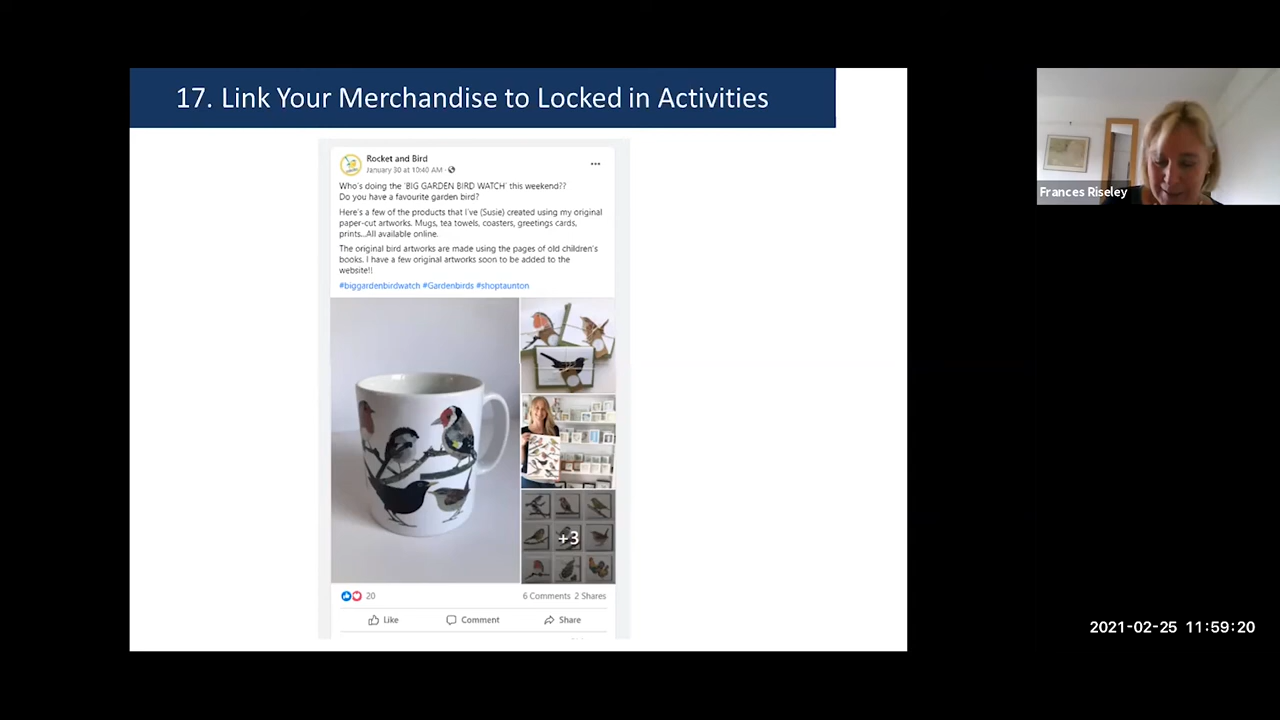 17. Link Your Merchandise to Locked in Activities
Rocket and Bird
January 30 at 10:40 AM ·
Who's doing the 'BIG GARDEN BIRD WATCH' this weekend??
Do you have a favourite garden bird?
Here's a few of the products that I've (Susie) created using my original
paper-cut artworks. Mugs, tea towels, coasters, greetings cards,
prints...All available online.
The original bird artworks are made using the pages of old children's
books. I have a few original artworks soon to be added to the
website!!
#biggardenbirdwatch #Gardenbirds #shoptaunton
+3
20
6 Comments 2 Shares
Like Comment Share
Frances Riseley
2021-02-25 11:59:20